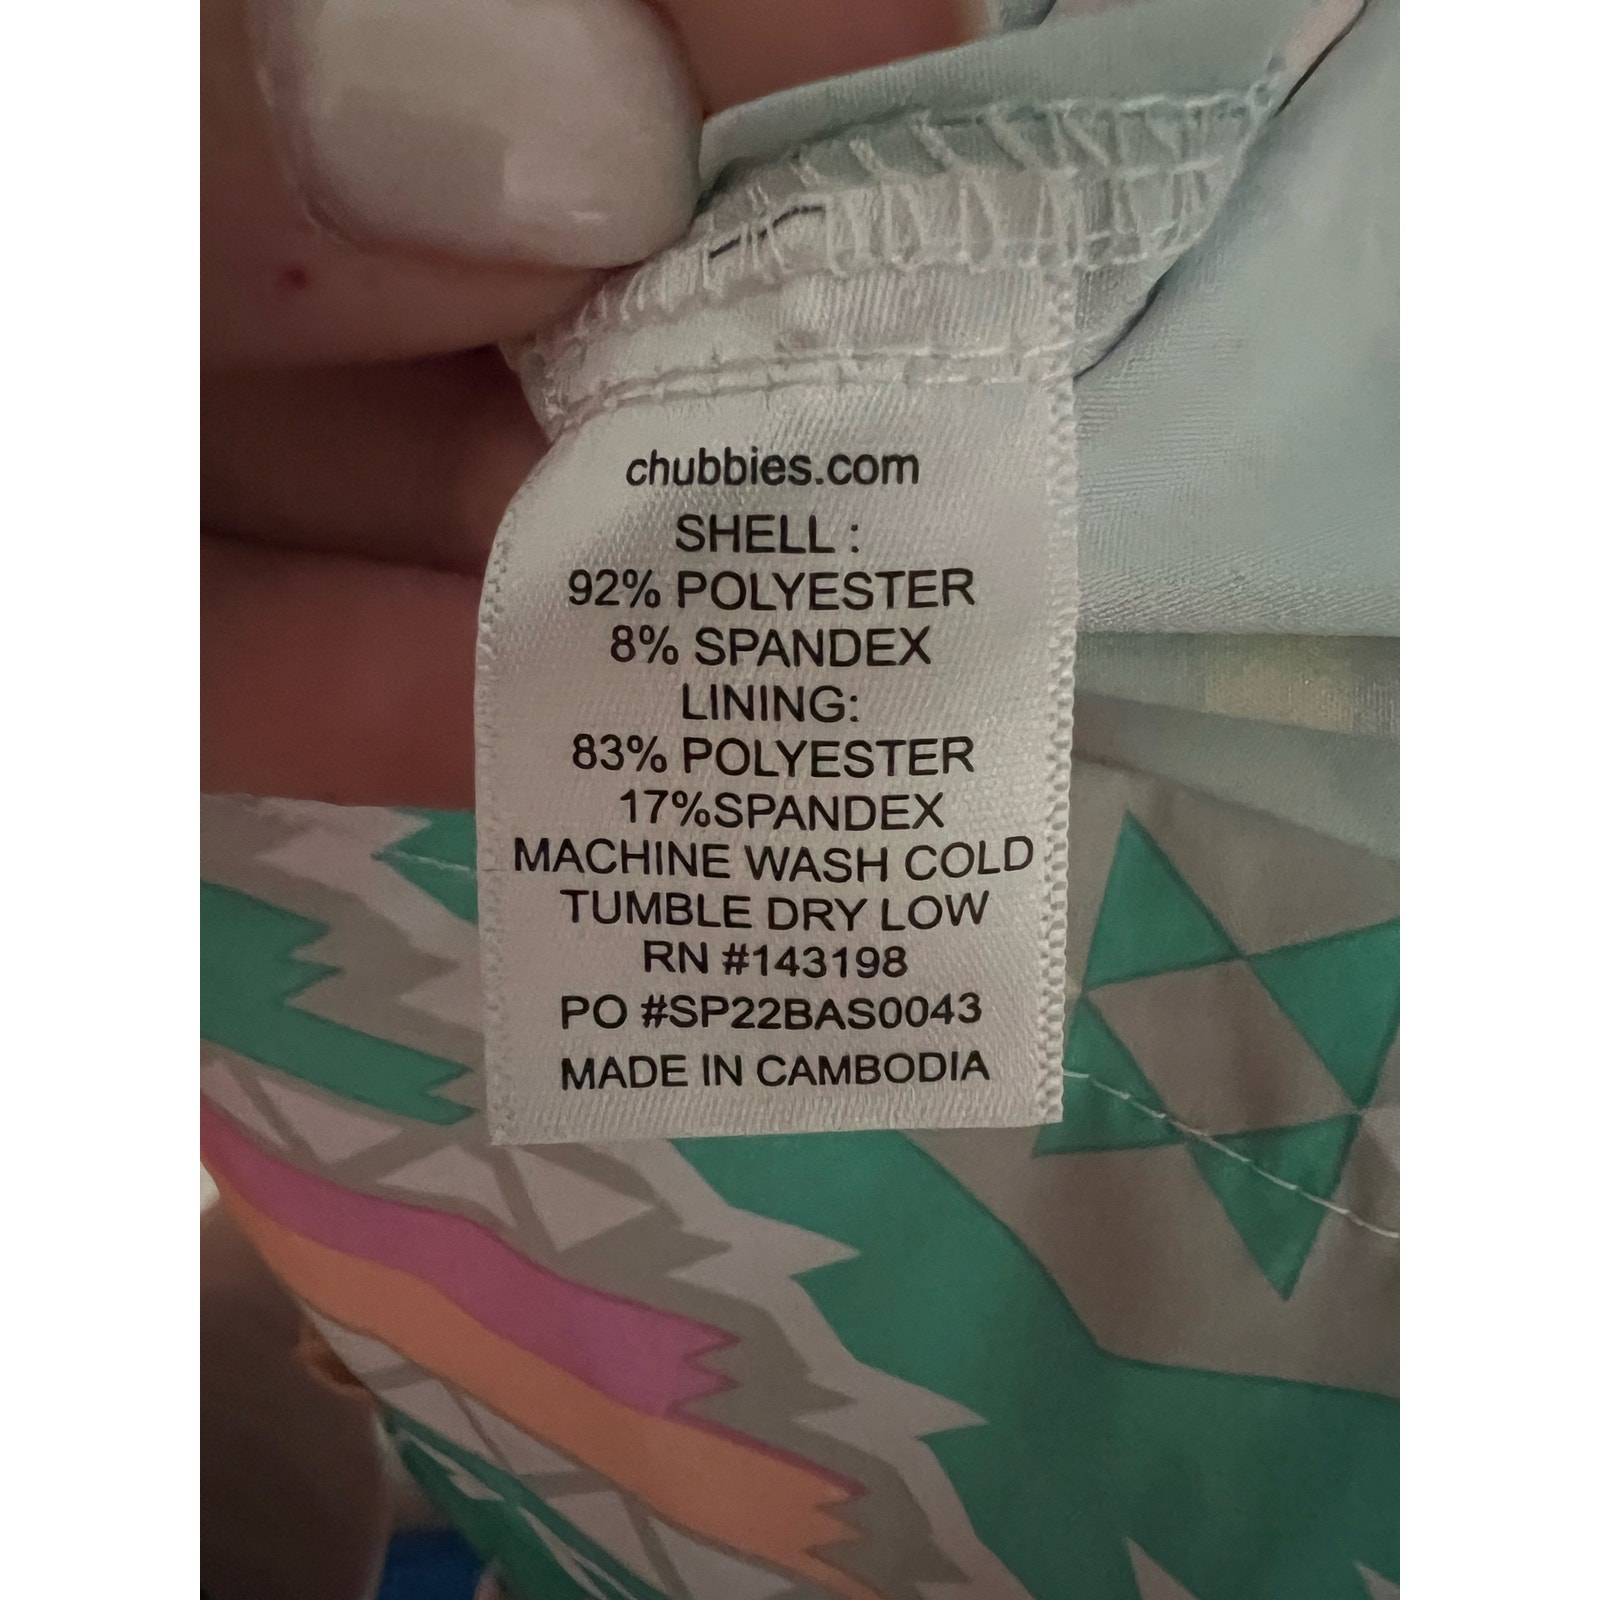 chubbies.com
SHELL :
92% POLYESTER
8% SPANDEX
LINING:
83% POLYESTER
17%SPANDEX
MACHINE WASH COLD
TUMBLE DRY LOW
RN #143198
PO #SP22BAS0043
MADE IN CAMBODIA